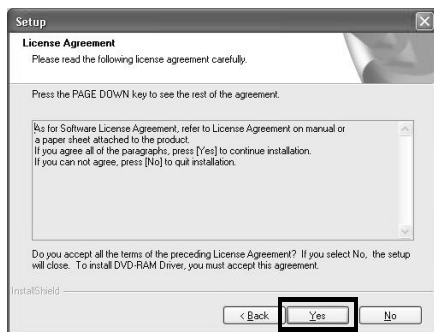 Setup
License Agreement
Please read the following license agreement carefully.
Press the PAGE DOWN key to see the rest of the agreement.
As for Software License Agreement, refer to License Agreement on manual or
a paper sheet attached to the product.
If you agree all of the paragraphs, press [Yes] to continue installation.
If you can not agree, press [No] to quit installation.
Do you accept all the terms of the preceding License Agreement? If you select No, the setup
will close. To install DVD-RAM Driver, you must accept this agreement.
InstallShield
< Back
Yes
No